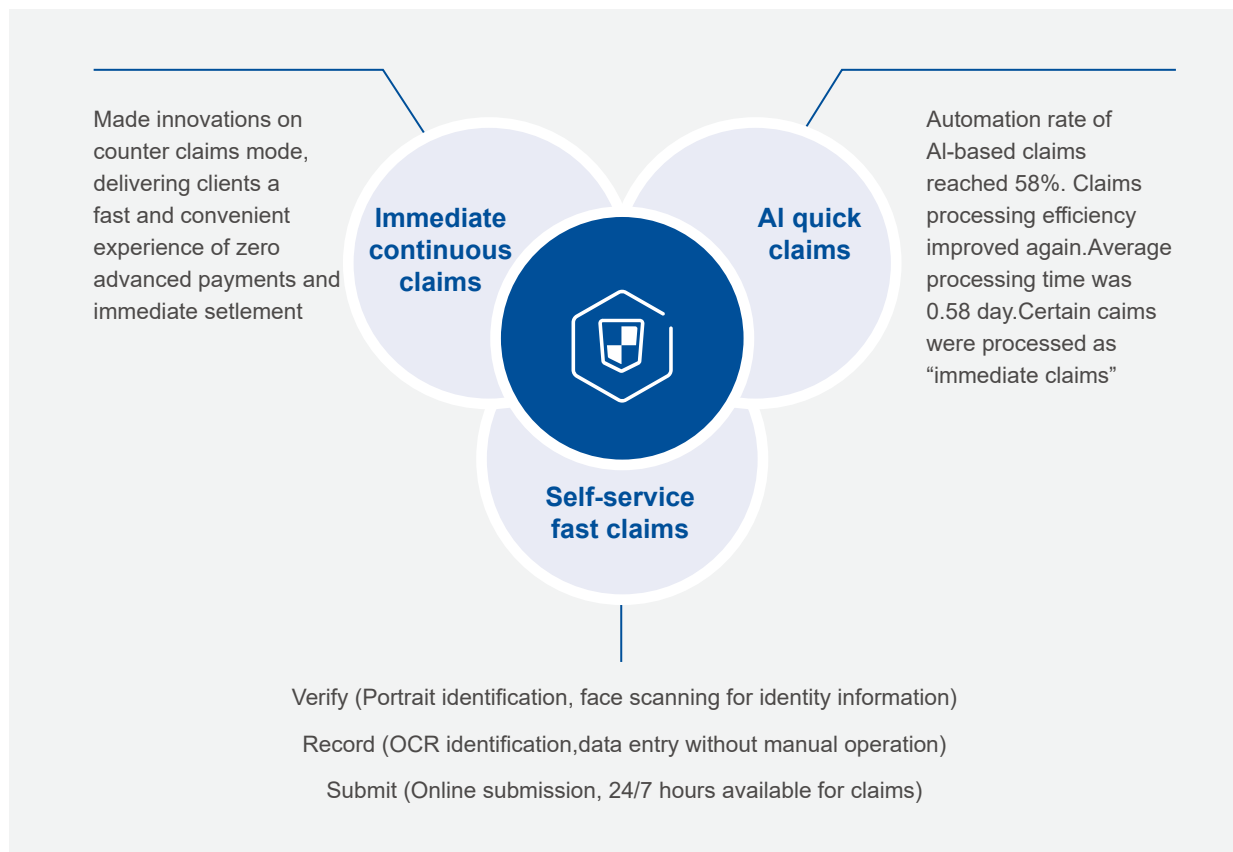 Made innovations on
counter claims mode,
delivering clients a
fast and convenient
experience of zero
advanced payments and
immediate setlement
Immediate
continuous
claims
AI quick
claims
Automation rate of
AI-based claims
reached 58%. Claims
processing efficiency
improved again.Average
processing time was
0.58 day.Certain caims
were processed as
“immediate claims”
Self-service
fast claims
Verify (Portrait identification, face scanning for identity information)
Record (OCR identification,data entry without manual operation)
Submit (Online submission, 24/7 hours available for claims)